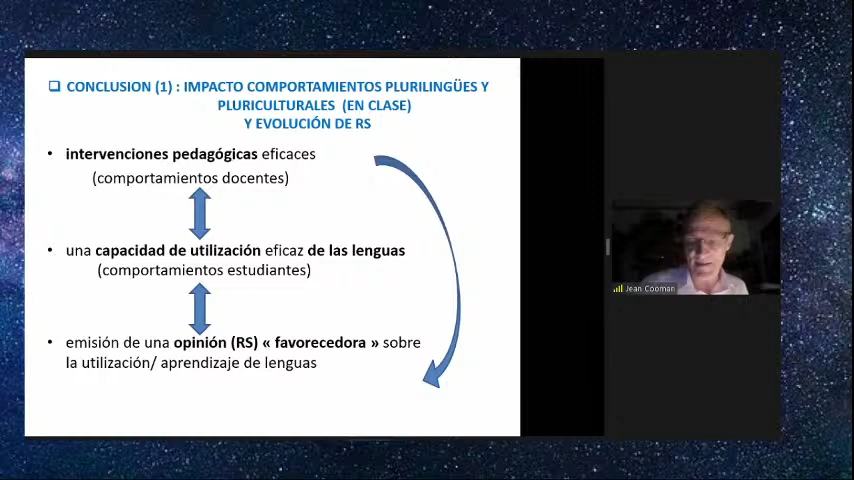 ❑ CONCLUSION (1) : IMPACTO COMPORTAMIENTOS PLURILINGÜES Y
PLURICULTURALES (EN CLASE)
Y EVOLUCIÓN DE RS
• intervenciones pedagógicas eficaces
(comportamientos docentes)
• una capacidad de utilización eficaz de las lenguas
(comportamientos estudiantes)
• emisión de una opinión (RS) « favorecedora » sobre
la utilización/ aprendizaje de lenguas
Jean Cooman